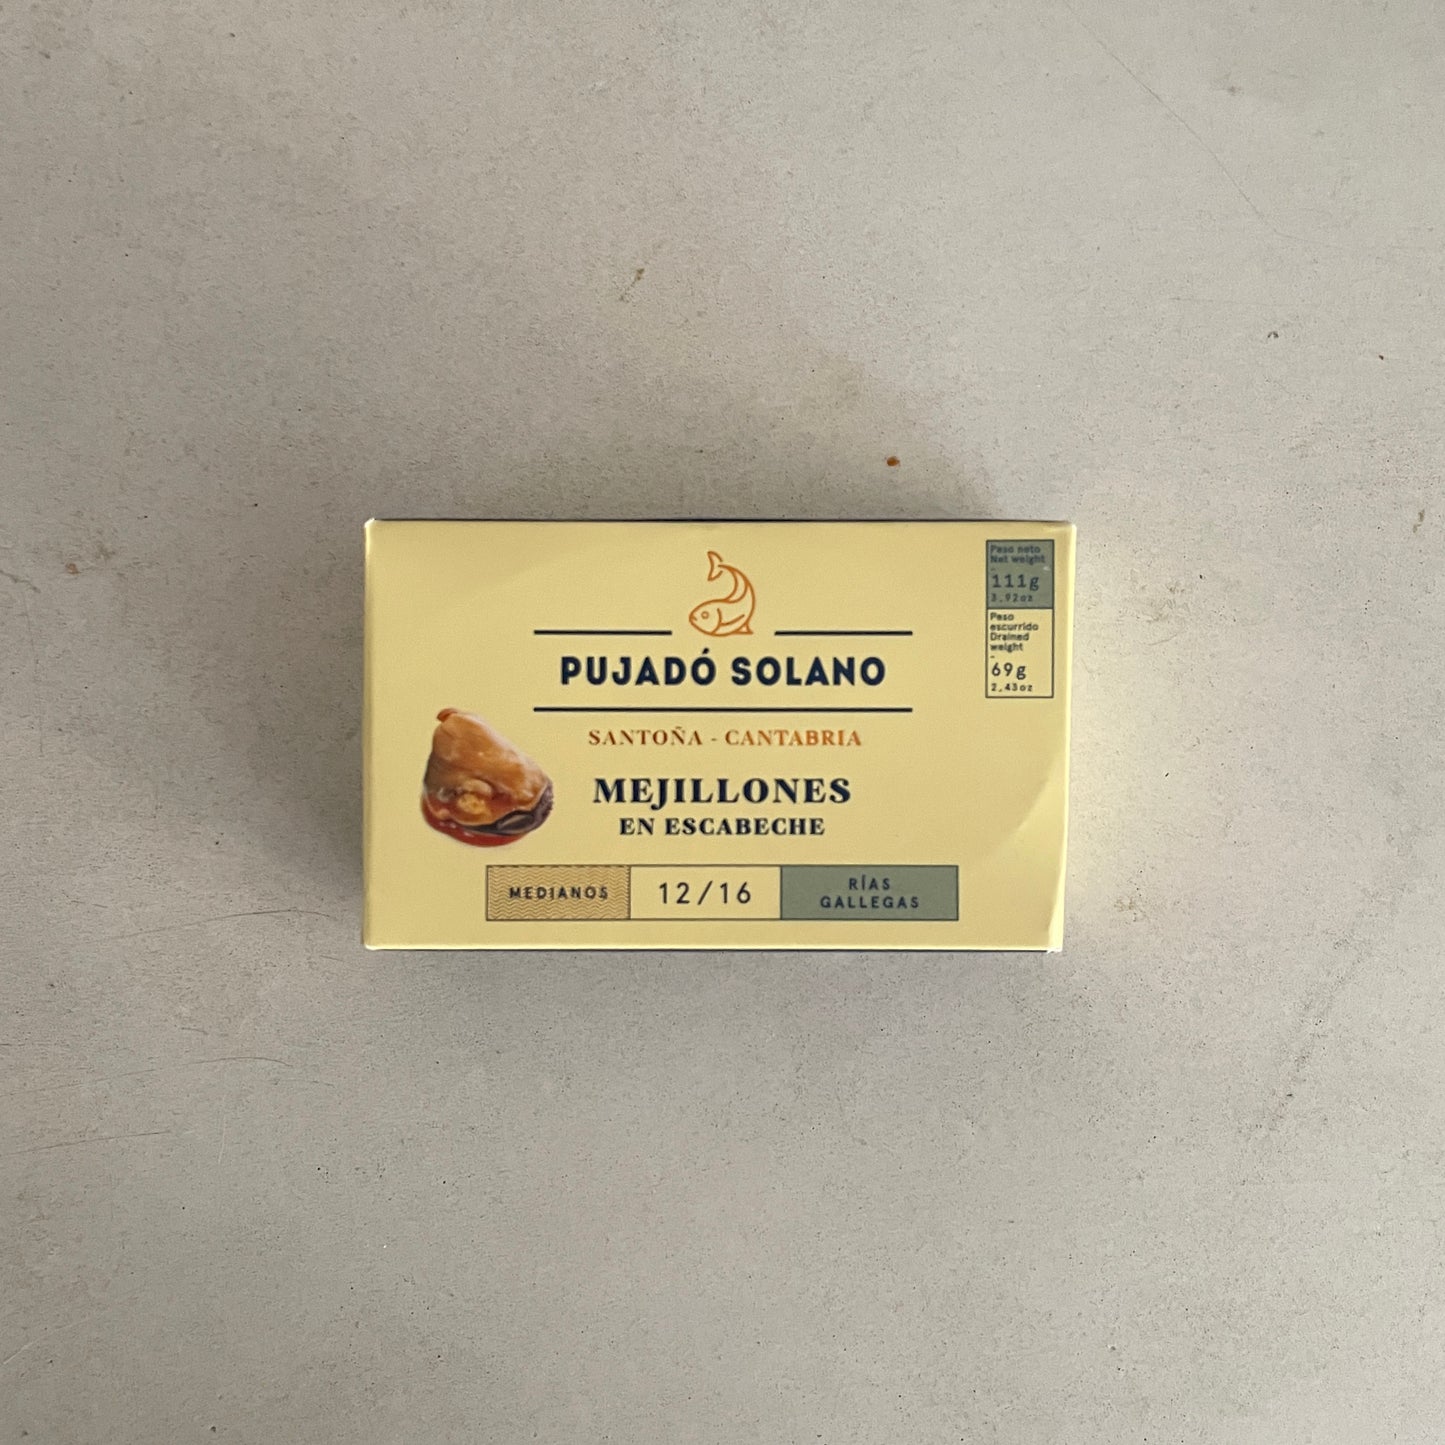 PUJADÓ SOLANO
SANTOÑA - CANTABRIA
MEJILLONES
EN ESCABECHE
MEDIANOS
12/16
RÍAS
GALLEGAS
Peso neto
Net weight
-
111g
3.92oz
Peso
escurrido
Drained
weight
-
69g
2.43oz